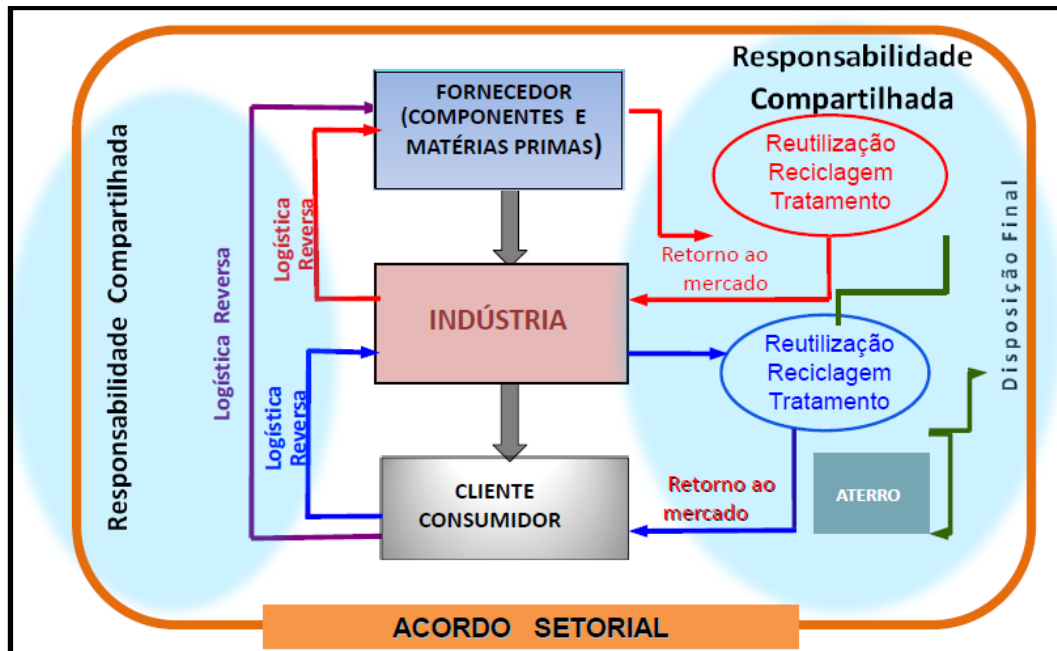 Responsabilidade
Compartilhada
FORNECEDOR
(COMPONENTES E
MATÉRIAS PRIMAS)
Reutilização
Reciclagem
Tratamento
Retorno ao
mercado
Logística
Reversa
Logística Reversa
Responsabilidade Compartilhada
INDÚSTRIA
Reutilização
Reciclagem
Tratamento
Disposição Final
Logística
Reversa
CLIENTE
CONSUMIDOR
Retorno ao
mercado
ATERRO
ACORDO SETORIAL